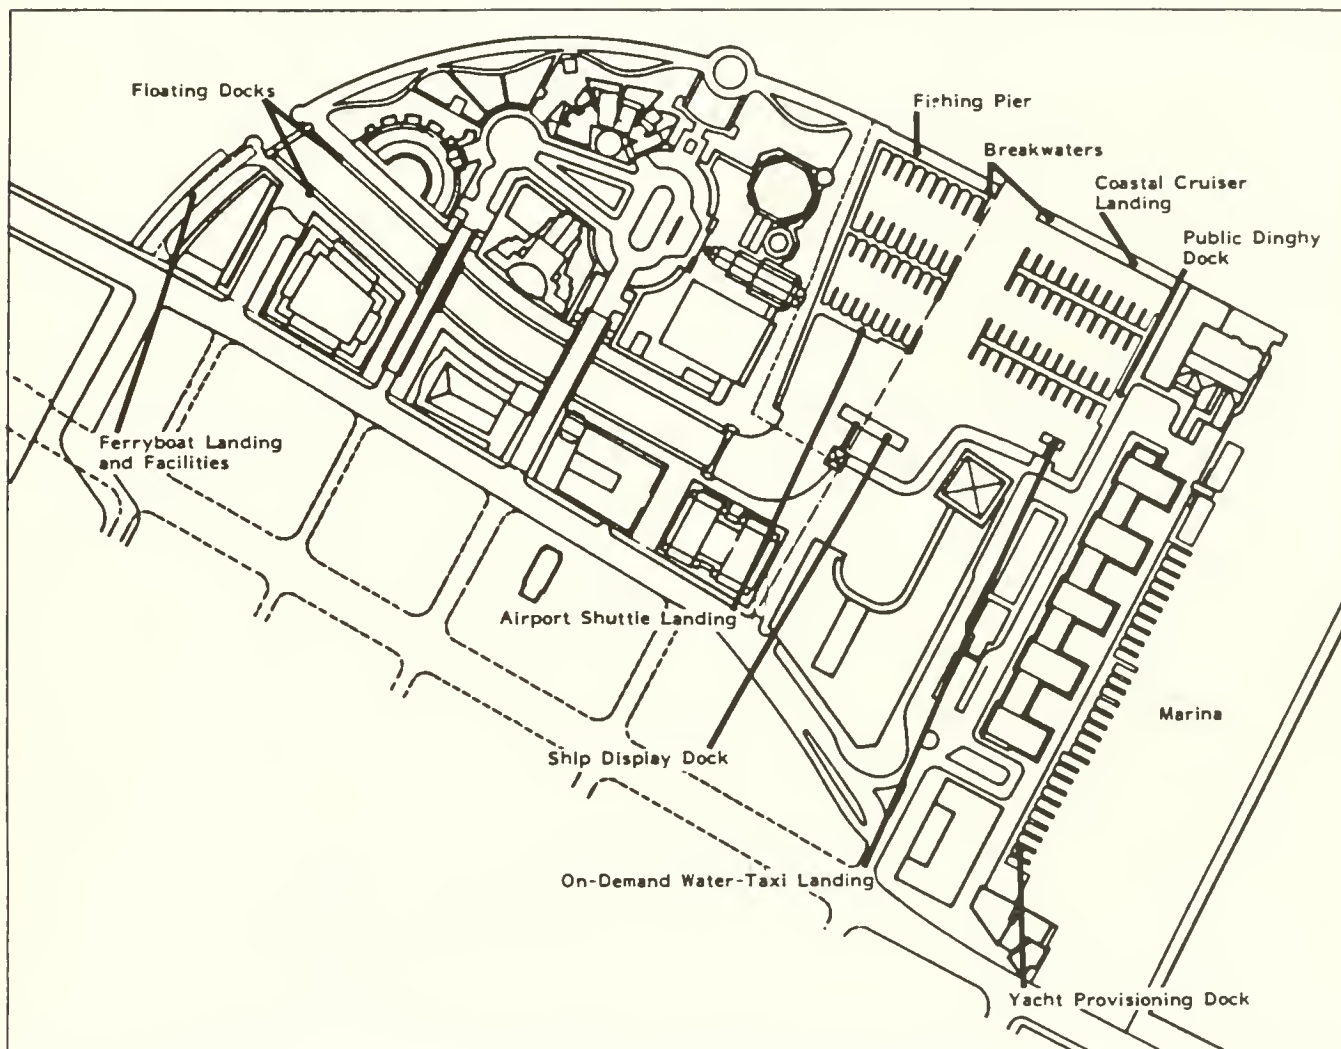 Floating Docks
Fishing Pier
Breakwaters
Coastal Cruiser
Landing
Public Dinghy
Dock
Ferryboat Landing
and Facilities
Airport Shuttle Landing
Marina
Ship Display Dock
On-Demand Water-Taxi Landing
Yacht Provisioning Dock